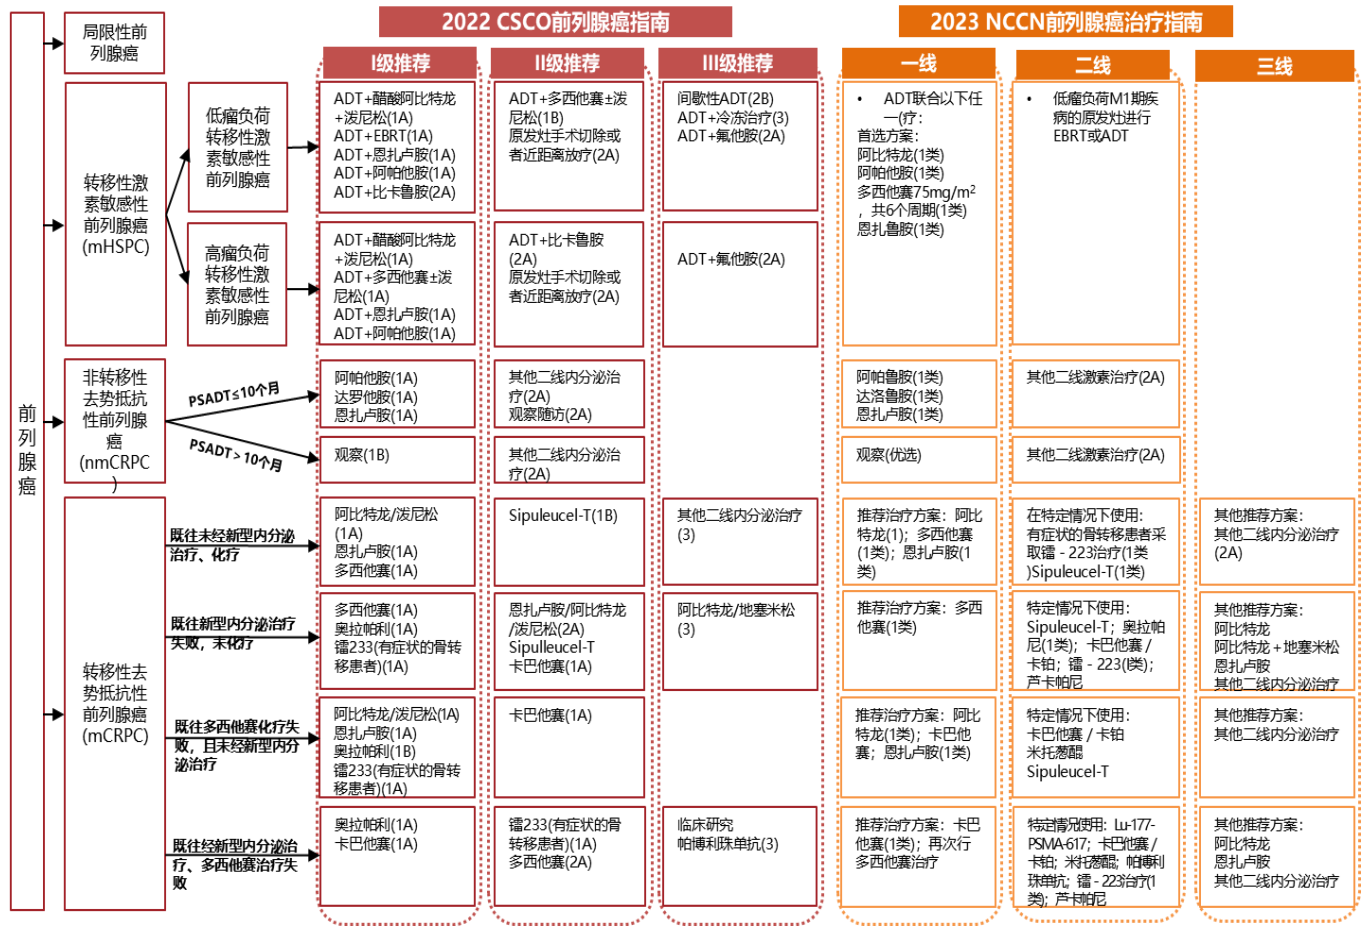 2022 CSCO前列腺癌指南
2023 NCCN前列腺癌治疗指南
I级推荐
II级推荐
III级推荐
一线
二线
三线
前
列
腺
癌
局限性前
列腺癌
转移性激
素敏感性
前列腺癌
(mHSPC)
低瘤负荷
转移性激
素敏感性
前列腺癌
ADT+醋酸阿比特龙
+泼尼松(1A)
ADT+EBRT(1A)
ADT+恩扎卢胺(1A)
ADT+阿帕他胺(1A)
ADT+比卡鲁胺(2A)
ADT+多西他赛±泼
尼松(1B)
原发灶手术切除或
者近距离放疗(2A)
间歇性ADT(2B)
ADT+冷冻治疗(3)
ADT+氟他胺(2A)
• ADT联合以下任
一(疗：
首选方案：
阿比特龙(1类)
阿帕他胺(1类)
多西他赛75mg/m²
，共6个周期(1类)
恩扎鲁胺(1类)
• 低瘤负荷M1期疾
病的原发灶进行
EBRT或ADT
高瘤负荷
转移性激
素敏感性
前列腺癌
ADT+醋酸阿比特龙
+泼尼松(1A)
ADT+多西他赛±泼
尼松(1A)
ADT+恩扎卢胺(1A)
ADT+阿帕他胺(1A)
ADT+比卡鲁胺
(2A)
原发灶手术切除或
者近距离放疗(2A)
ADT+氟他胺(2A)
非转移性
去势抵抗
性前列腺
癌
(nmCRPC
)
PSADT≤10个月
阿帕他胺(1A)
达罗他胺(1A)
恩扎卢胺(1A)
其他二线内分泌治
疗(2A)
观察随访(2A)
阿帕鲁胺(1类)
达洛鲁胺(1类)
恩扎卢胺(1类)
其他二线激素治疗(2A)
PSADT＞10个月
观察(1B)
其他二线内分泌治
疗(2A)
观察(优选)
其他二线激素治疗(2A)
转移性去
势抵抗性
前列腺癌
(mCRPC)
既往未经新型内分泌
治疗、化疗
阿比特龙/泼尼松
(1A)
恩扎卢胺(1A)
多西他赛(1A)
Sipuleucel-T(1B)
其他二线内分泌治疗
(3)
推荐治疗方案：阿比
特龙(1)；多西他赛
(1类)；恩扎卢胺(1
类)
在特定情况下使用：
有症状的骨转移患者采
取镭 - 223治疗(1类
)Sipuleucel-T(1类)
其他推荐方案：
其他二线内分泌治疗
(2A)
既往新型内分泌治疗
失败，未化疗
多西他赛(1A)
奥拉帕利(1A)
镭233(有症状的骨转
移患者)(1A)
恩扎卢胺/阿比特龙
/泼尼松(2A)
Sipulleucel-T
卡巴他赛(1A)
阿比特龙/地塞米松
(3)
推荐治疗方案：多西
他赛(1类)
特定情况下使用：
Sipuleucel-T；奥拉帕
尼(1类)；卡巴他赛 /
卡铂；镭 - 223(I类)；
芦卡帕尼
其他推荐方案：
阿比特龙
阿比特龙 + 地塞米松
恩扎卢胺
其他二线内分泌治疗
既往多西他赛化疗失
败，且未经新型内分
泌治疗
阿比特龙/泼尼松(1A)
恩扎卢胺(1A)
奥拉帕利(1B)
镭233(有症状的骨转
移患者)(1A)
卡巴他赛(1A)
推荐治疗方案：阿比
特龙(1类)；卡巴他
赛；恩扎卢胺(1类)
特定情况下使用：
卡巴他赛 / 卡铂
米托蒽醌
Sipuleucel-T
其他推荐方案：
其他二线内分泌治疗
既往经新型内分泌治
疗、多西他赛治疗失
败
奥拉帕利(1A)
卡巴他赛(1A)
镭233(有症状的骨
转移患者)(1A)
多西他赛(2A)
临床研究
帕博利珠单抗(3)
推荐治疗方案：卡巴
他赛(1类)；再次行
多西他赛治疗
特定情况使用：Lu-177-
PSMA-617；卡巴他赛 /
卡铂；米托蒽醌；帕博利
珠单抗；镭 - 223治疗(1
类)；芦卡帕尼
其他推荐方案：
阿比特龙
恩扎卢胺
其他二线内分泌治疗